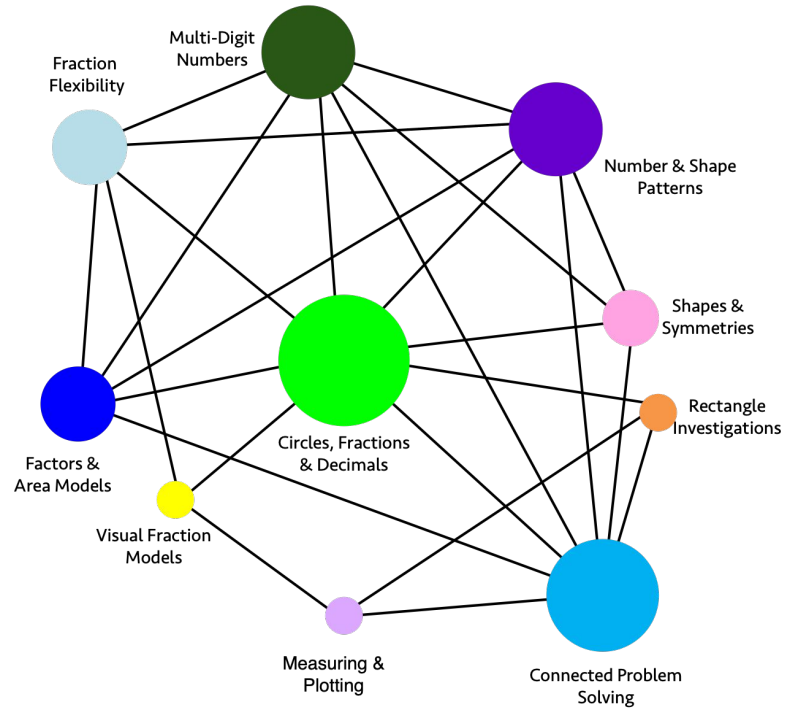 Multi-Digit
Numbers
Fraction
Flexibility
Number & Shape
Patterns
Shapes &
Symmetries
Rectangle
Investigations
Circles, Fractions
& Decimals
Factors &
Area Models
Visual Fraction
Models
Measuring &
Plotting
Connected Problem
Solving